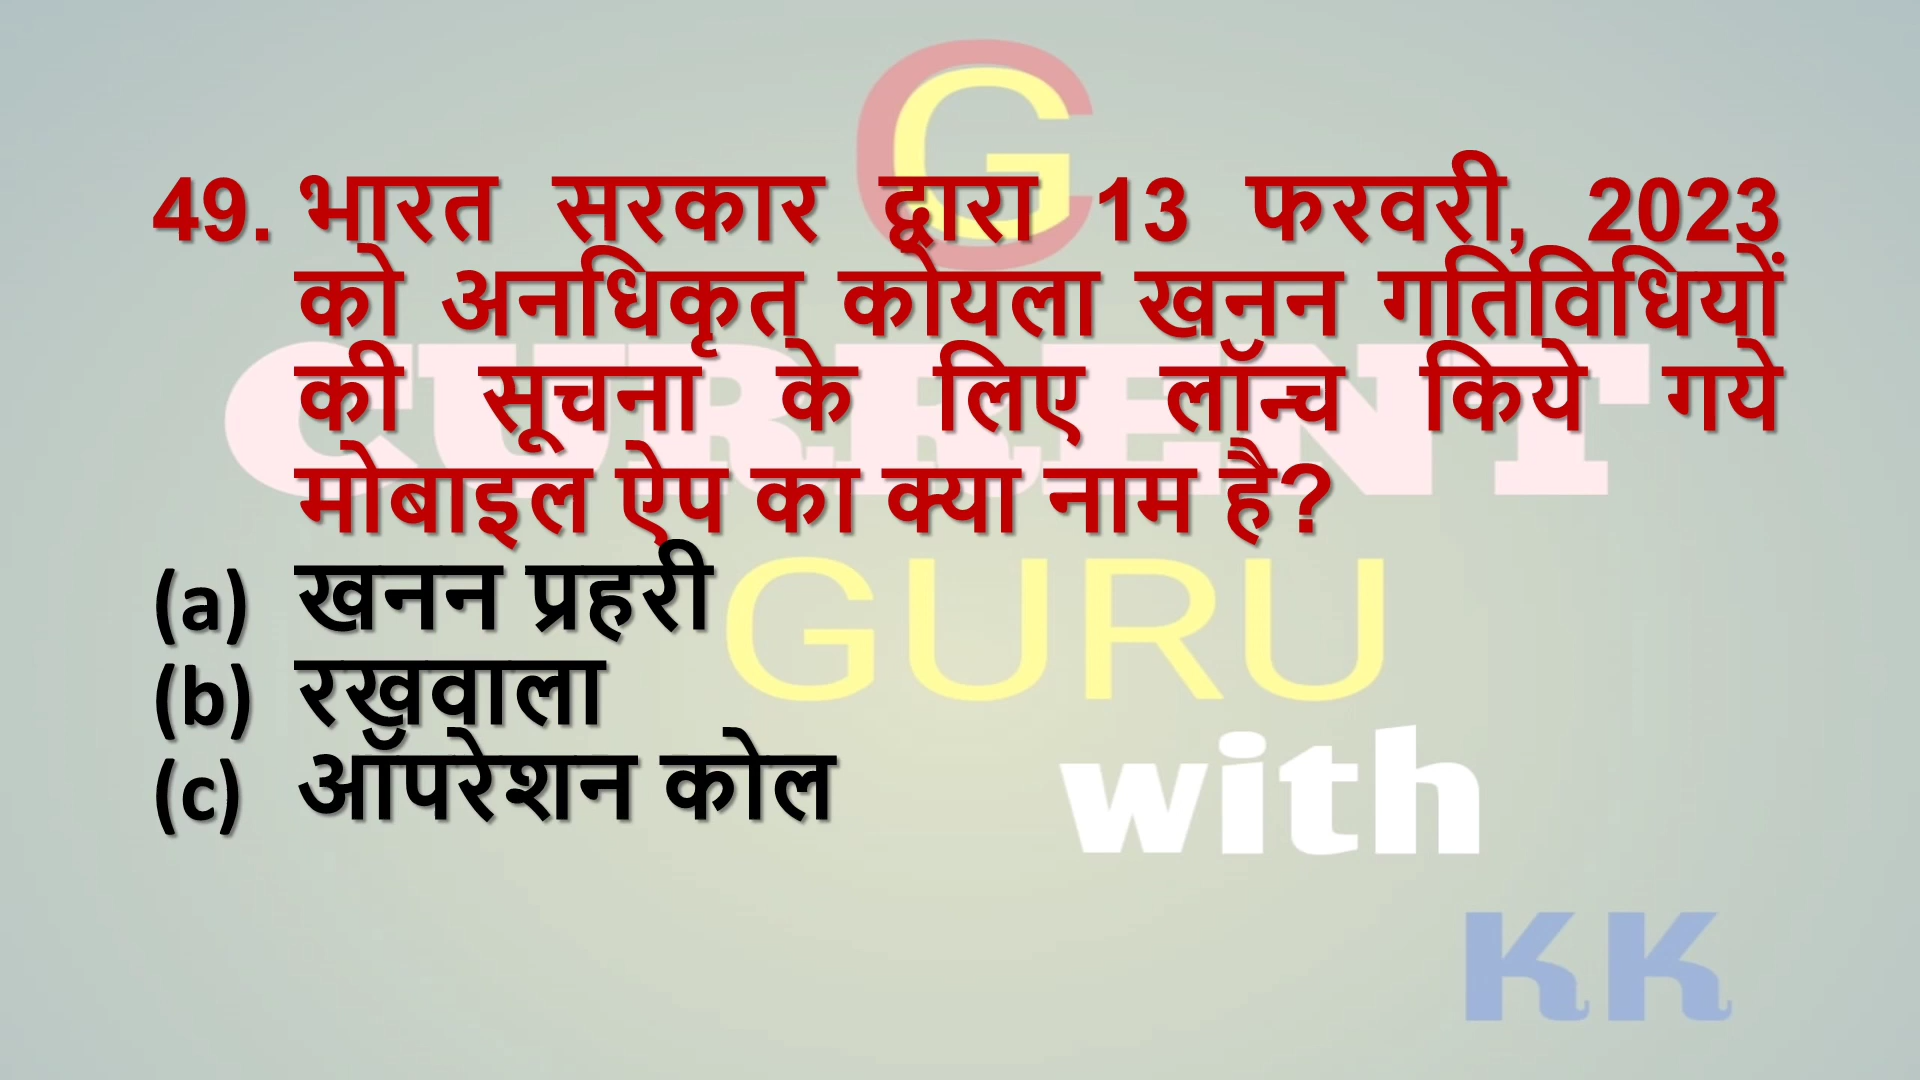 G
49. भारत सरकार द्वारा 13 फरवरी, 2023
को अनधिकृत कोयला खनन गतिविधियों
CURRENT
की सूचना के लिए लॉन्च किये गये
मोबाइल ऐप का क्या नाम है?
(a) खनन प्रहरी
GURU
(b) रखवाला
(c) ऑपरेशन कोल
with
KK